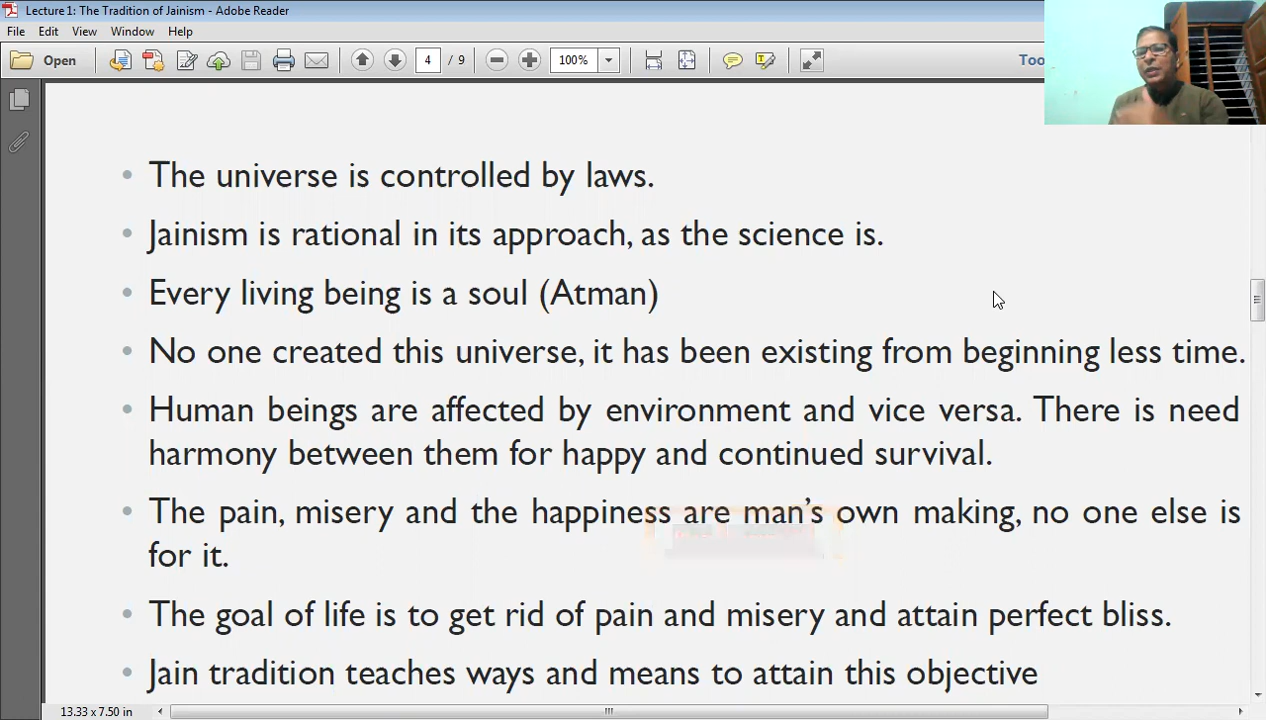 Lecture 1: The Tradition of Jainism - Adobe Reader
File Edit View Window Help
Open 4 / 9 100% Too
• The universe is controlled by laws.
• Jainism is rational in its approach, as the science is.
• Every living being is a soul (Atman)
• No one created this universe, it has been existing from beginning less time.
• Human beings are affected by environment and vice versa. There is need
harmony between them for happy and continued survival.
• The pain, misery and the happiness are man’s own making, no one else is
for it.
• The goal of life is to get rid of pain and misery and attain perfect bliss.
• Jain tradition teaches ways and means to attain this objective
13.33 x 7.50 in